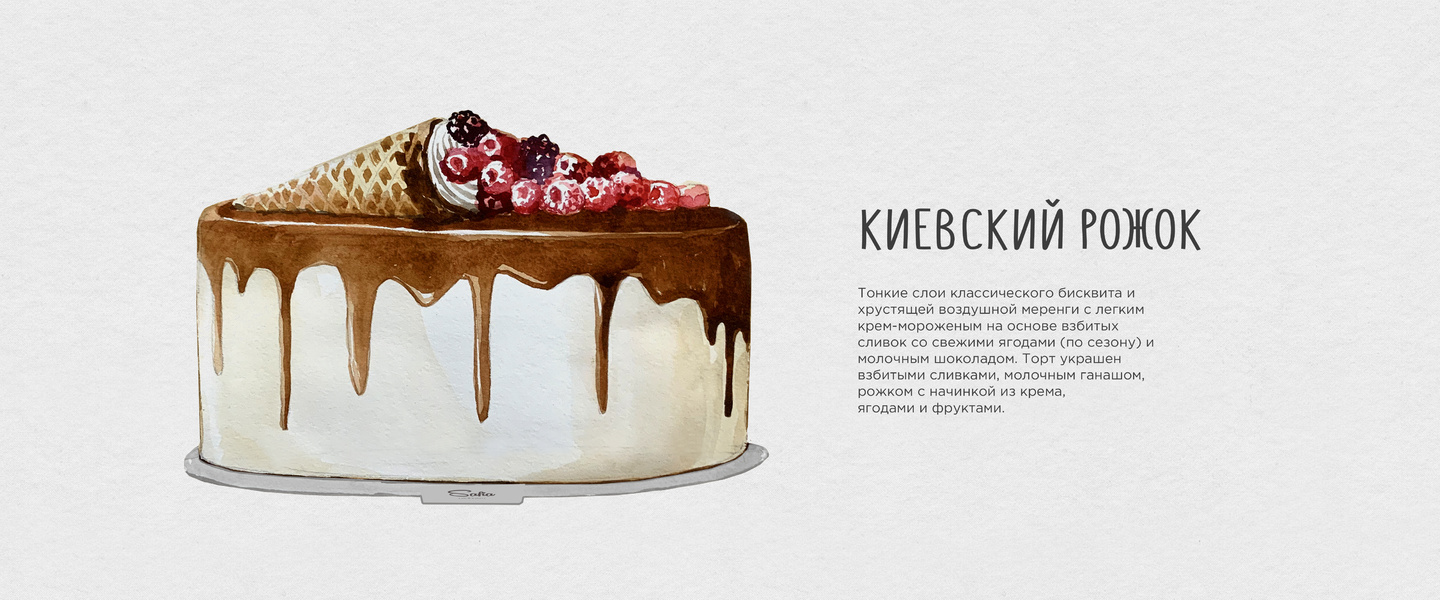 Soho
КИЕВСКИЙ РОЖОК
Тонкие слои классического бисквита и
хрустящей воздушной меренги с легким
крем-мороженым на основе взбитых
сливок со свежими ягодами (по сезону) и
молочным шоколадом. Торт украшен
взбитыми сливками, молочным ганашом,
рожком с начинкой из крема,
ягодами и фруктами.